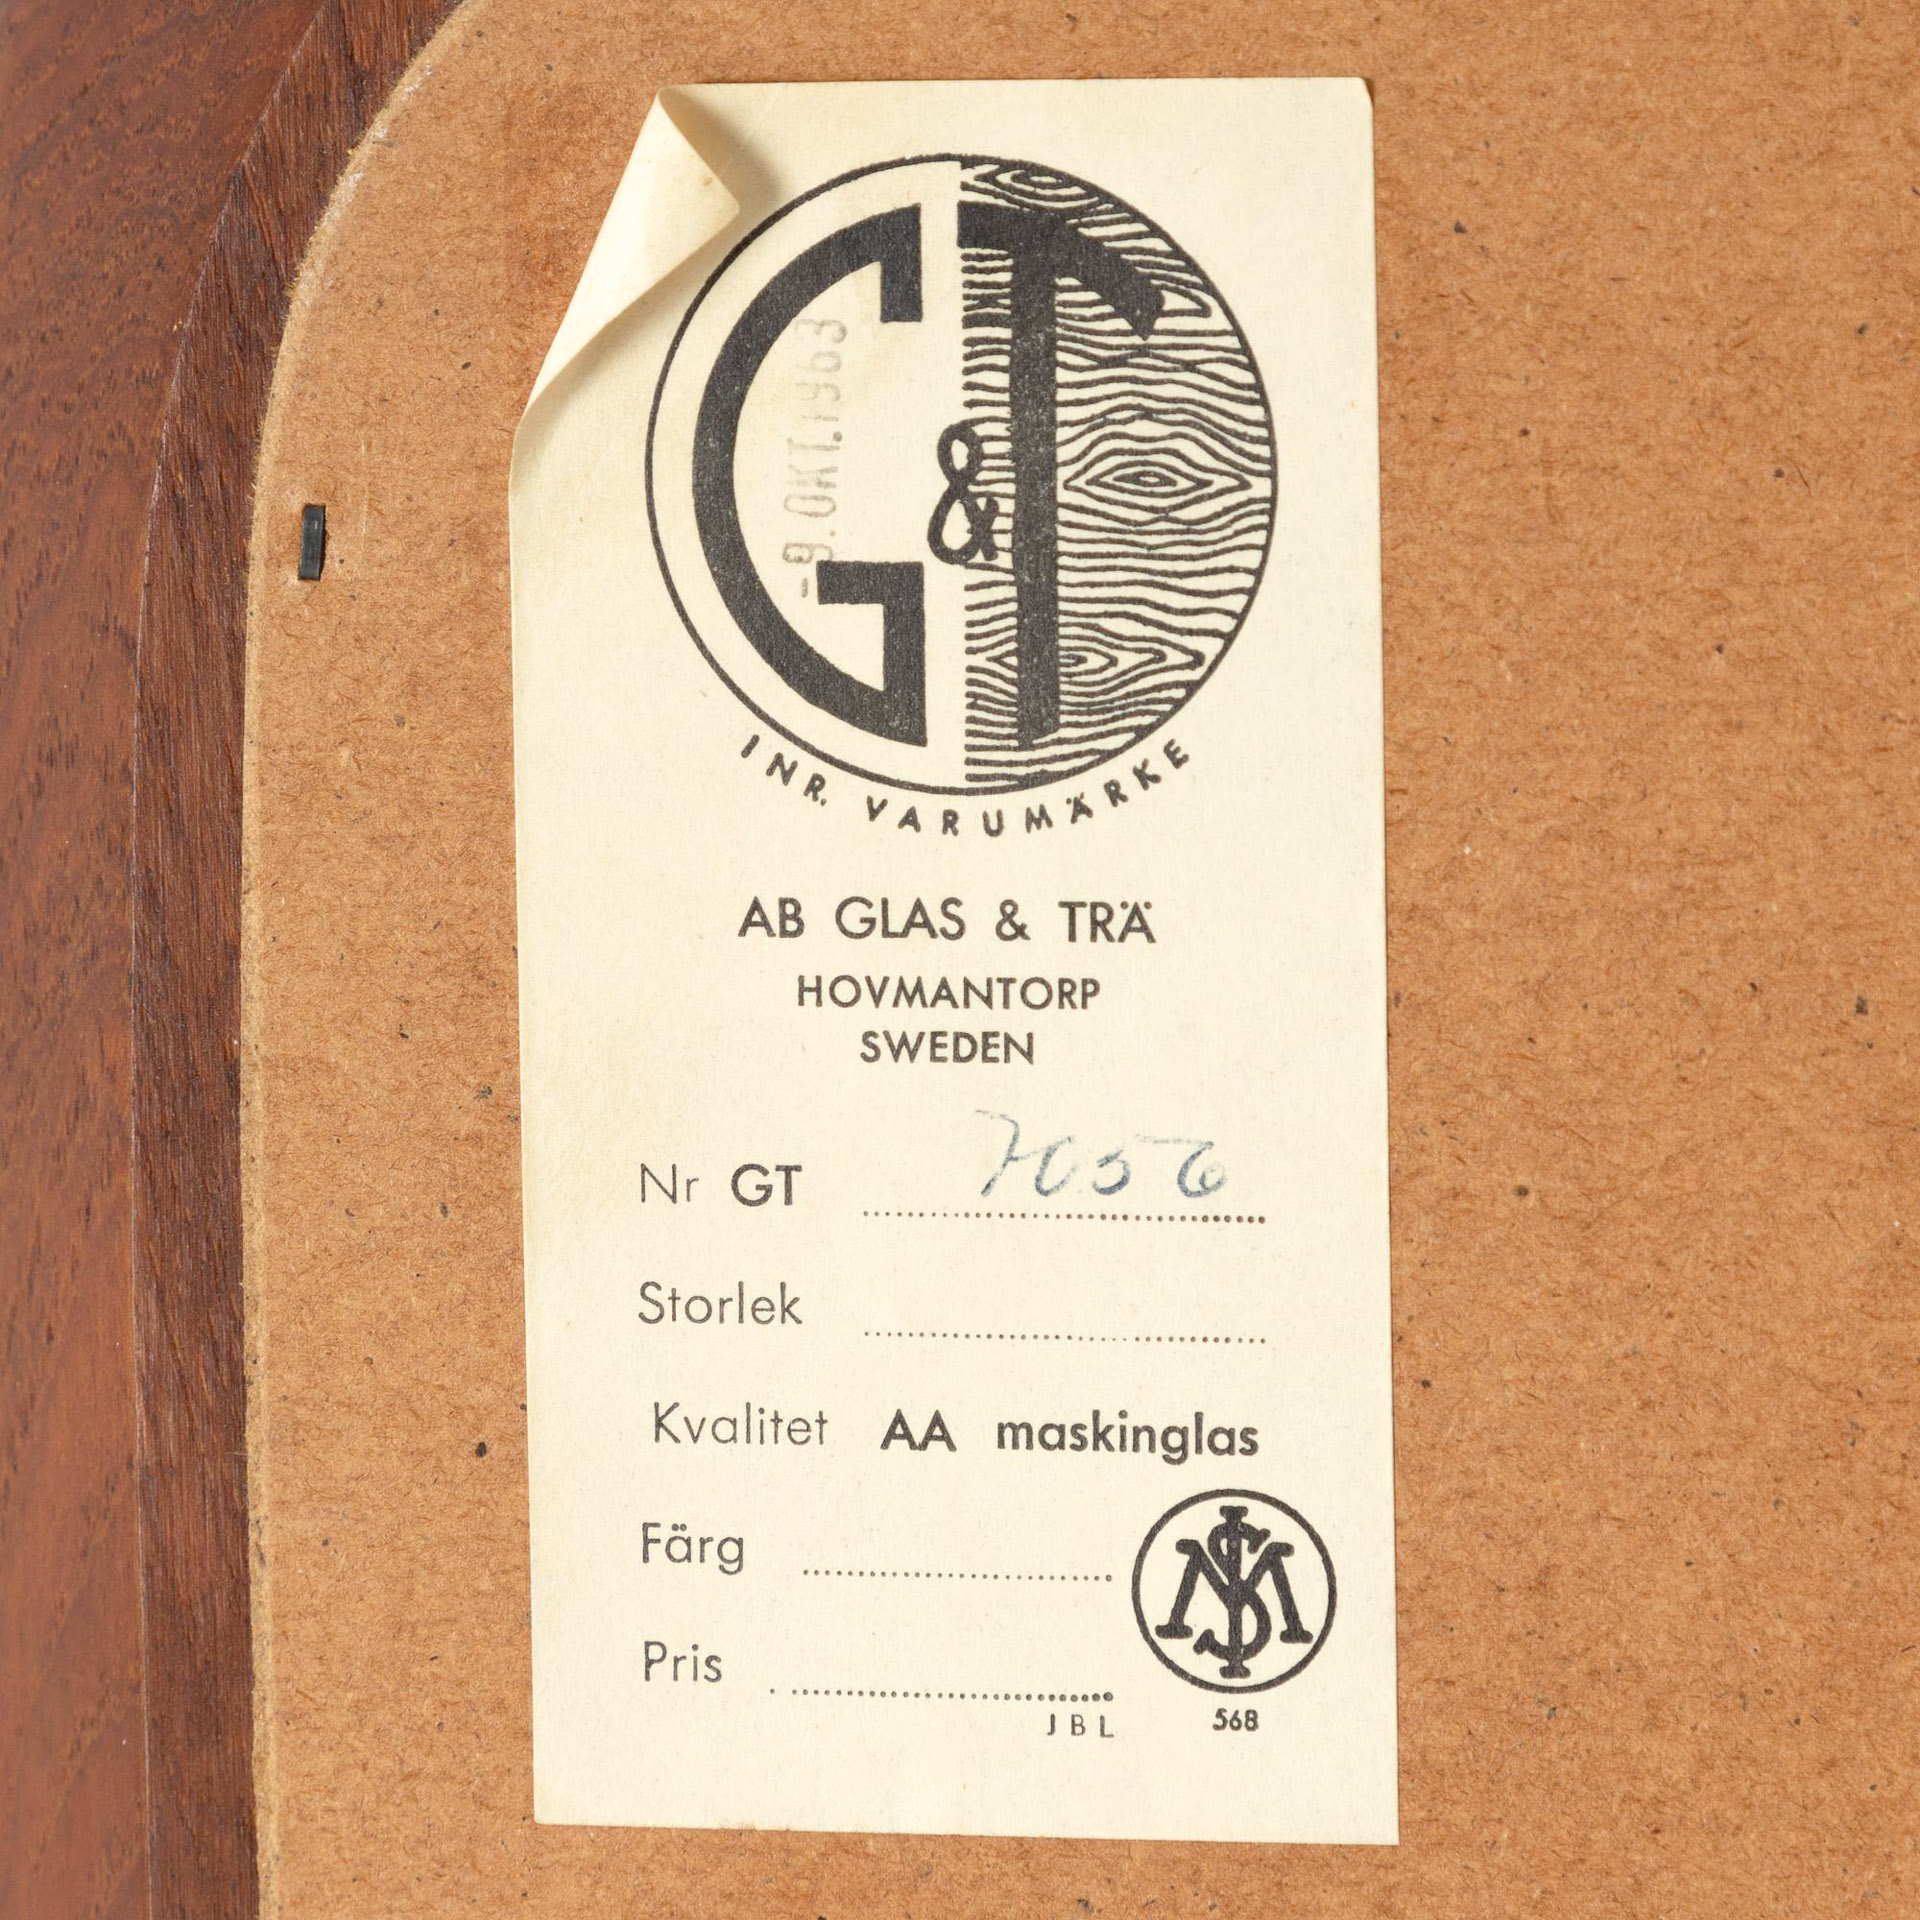 G&T
-9. OKT. 1963
INR. VARUMÄRKE
AB GLAS & TRÄ
HOVMANTORP
SWEDEN
Nr GT 7056
Storlek
Kvalitet AA maskinglas
Färg
Pris
SMI
JBL
568